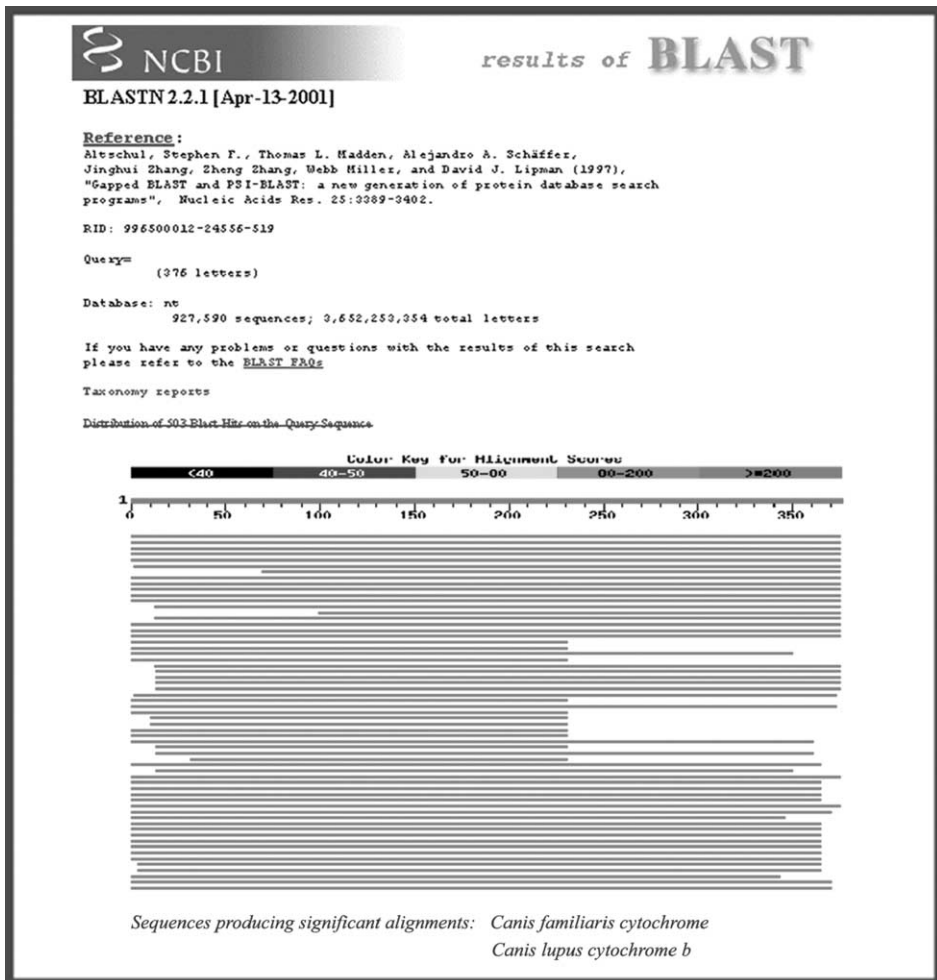 NCBI
results of BLAST
BLASTN 2.2.1 [Apr-13-2001]
Reference:
Altschul, Stephen F., Thomas L. Madden, Alejandro A. Schäffer,
Jinghui Zhang, Zheng Zhang, Webb Miller, and David J. Lipman (1997),
"Gapped BLAST and PSI-BLAST: a new generation of protein database search
programs", Nucleic Acids Res. 25:3389-3402.
RID: 996500012-24556-519
Query=
(376 letters)
Database: nt
927,590 sequences; 3,652,253,354 total letters
If you have any problems or questions with the results of this search
please refer to the BLAST FAQs
Taxonomy reports
Distribution of 503 Blast Hits on the Query Sequence
Color Key for Alignment Scores
<40 40-50 50-80 80-200 >=200
1
0 50 100 150 200 250 300 350
Sequences producing significant alignments: Canis familiaris cytochrome
Canis lupus cytochrome b